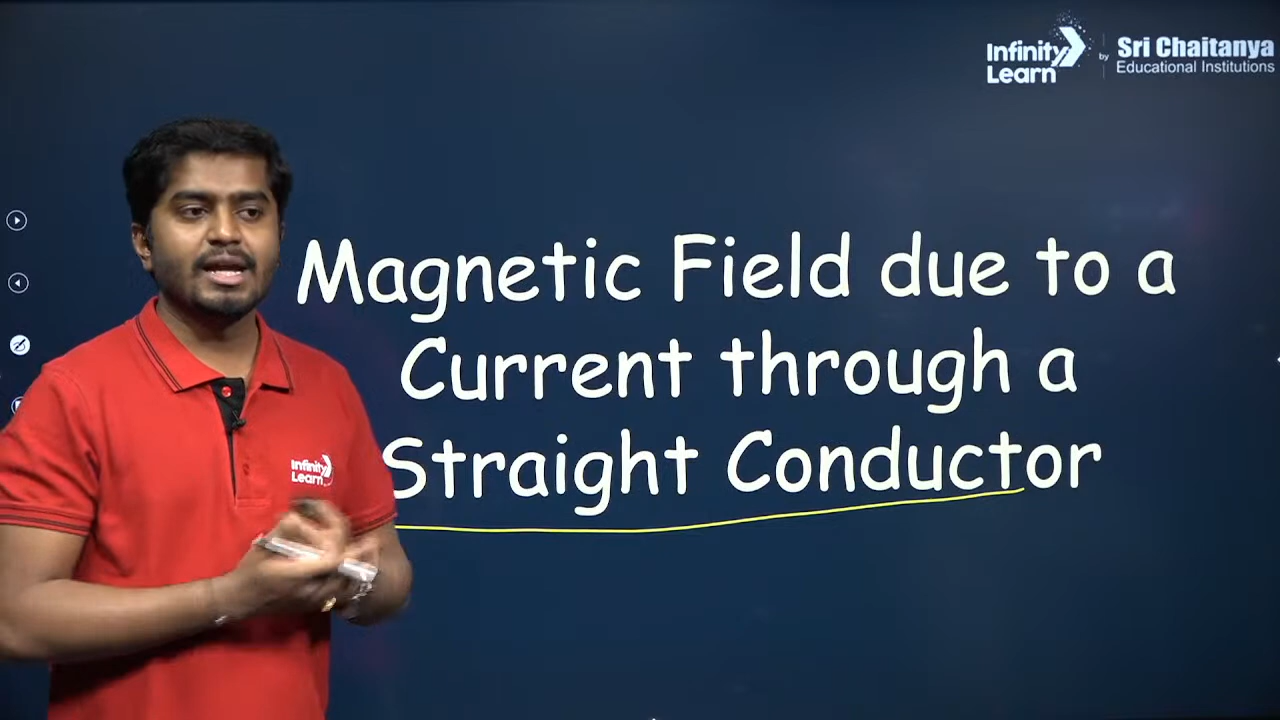 Infinity
Learn
by
Sri Chaitanya
Educational Institutions
Magnetic Field due to a
Current through a
Straight Conductor
Infinity
Learn